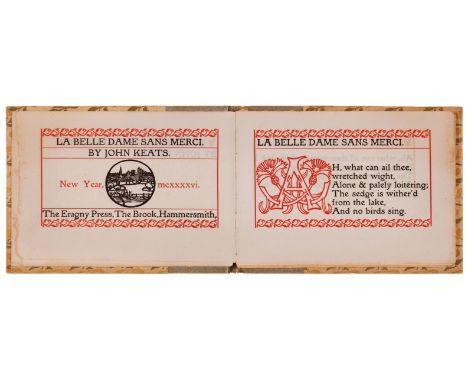 LA BELLE DAME SANS MERCI.
BY JOHN KEATS.
New Year, mcxxxxvi.
The Eragny Press, The Brook, Hammersmith,
LA BELLE DAME SANS MERCI.
AH, what can ail thee,
wretched wight,
Alone & palely loitering;
The sedge is wither'd
from the lake,
And no birds sing.